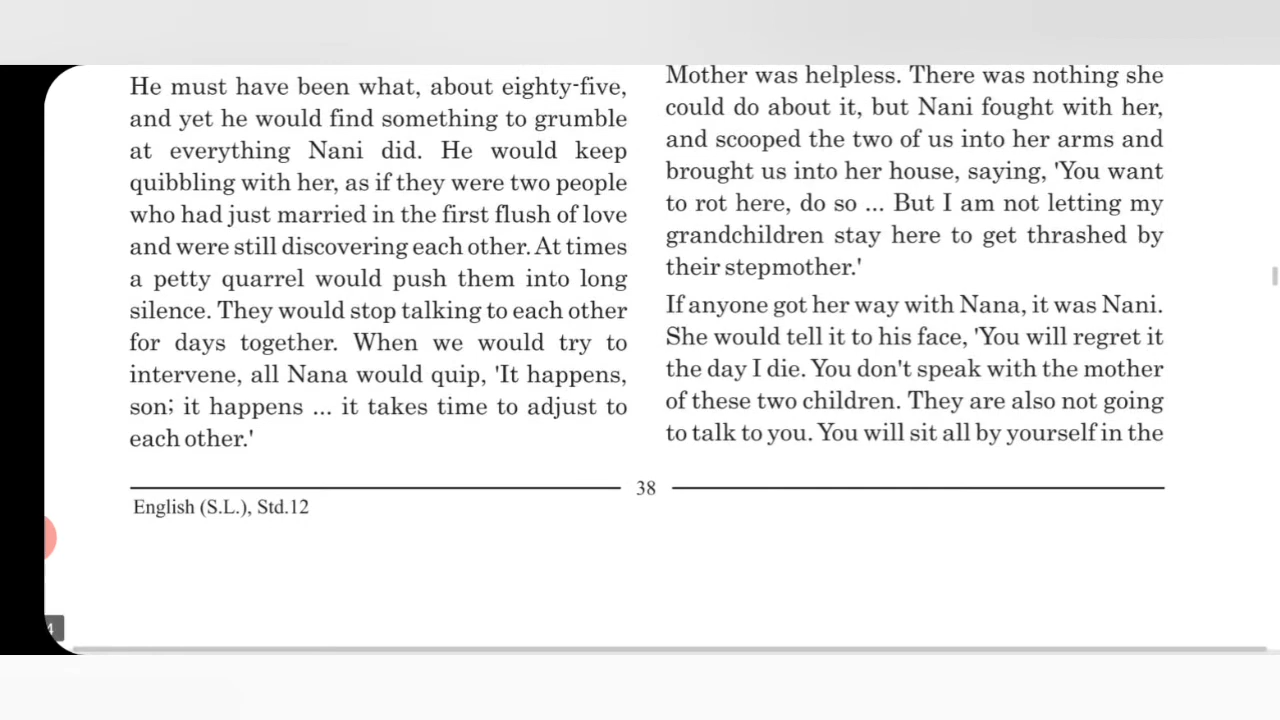 He must have been what, about eighty-five,
and yet he would find something to grumble
at everything Nani did. He would keep
quibbling with her, as if they were two people
who had just married in the first flush of love
and were still discovering each other. At times
a petty quarrel would push them into long
silence. They would stop talking to each other
for days together. When we would try to
intervene, all Nana would quip, 'It happens,
son; it happens ... it takes time to adjust to
each other.'
Mother was helpless. There was nothing she
could do about it, but Nani fought with her,
and scooped the two of us into her arms and
brought us into her house, saying, 'You want
to rot here, do so ... But I am not letting my
grandchildren stay here to get thrashed by
their stepmother.'
If anyone got her way with Nana, it was Nani.
She would tell it to his face, 'You will regret it
the day I die. You don't speak with the mother
of these two children. They are also not going
to talk to you. You will sit all by yourself in the
38
English (S.L.), Std.12
4